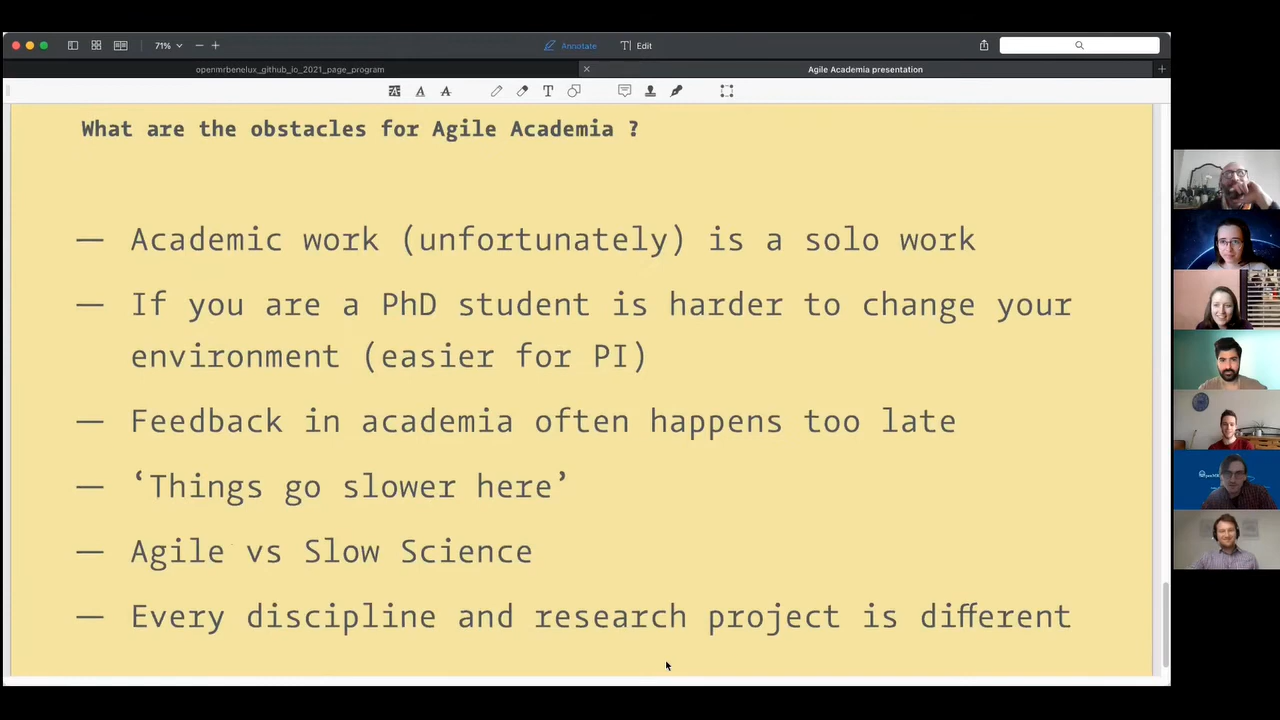 71%
Annotate
Edit
openmrbenelux_github_io_2021_page_program
Agile Academia presentation
What are the obstacles for Agile Academia ?
— Academic work (unfortunately) is a solo work
— If you are a PhD student is harder to change your
environment (easier for PI)
— Feedback in academia often happens too late
— ‘Things go slower here’
— Agile vs Slow Science
— Every discipline and research project is different